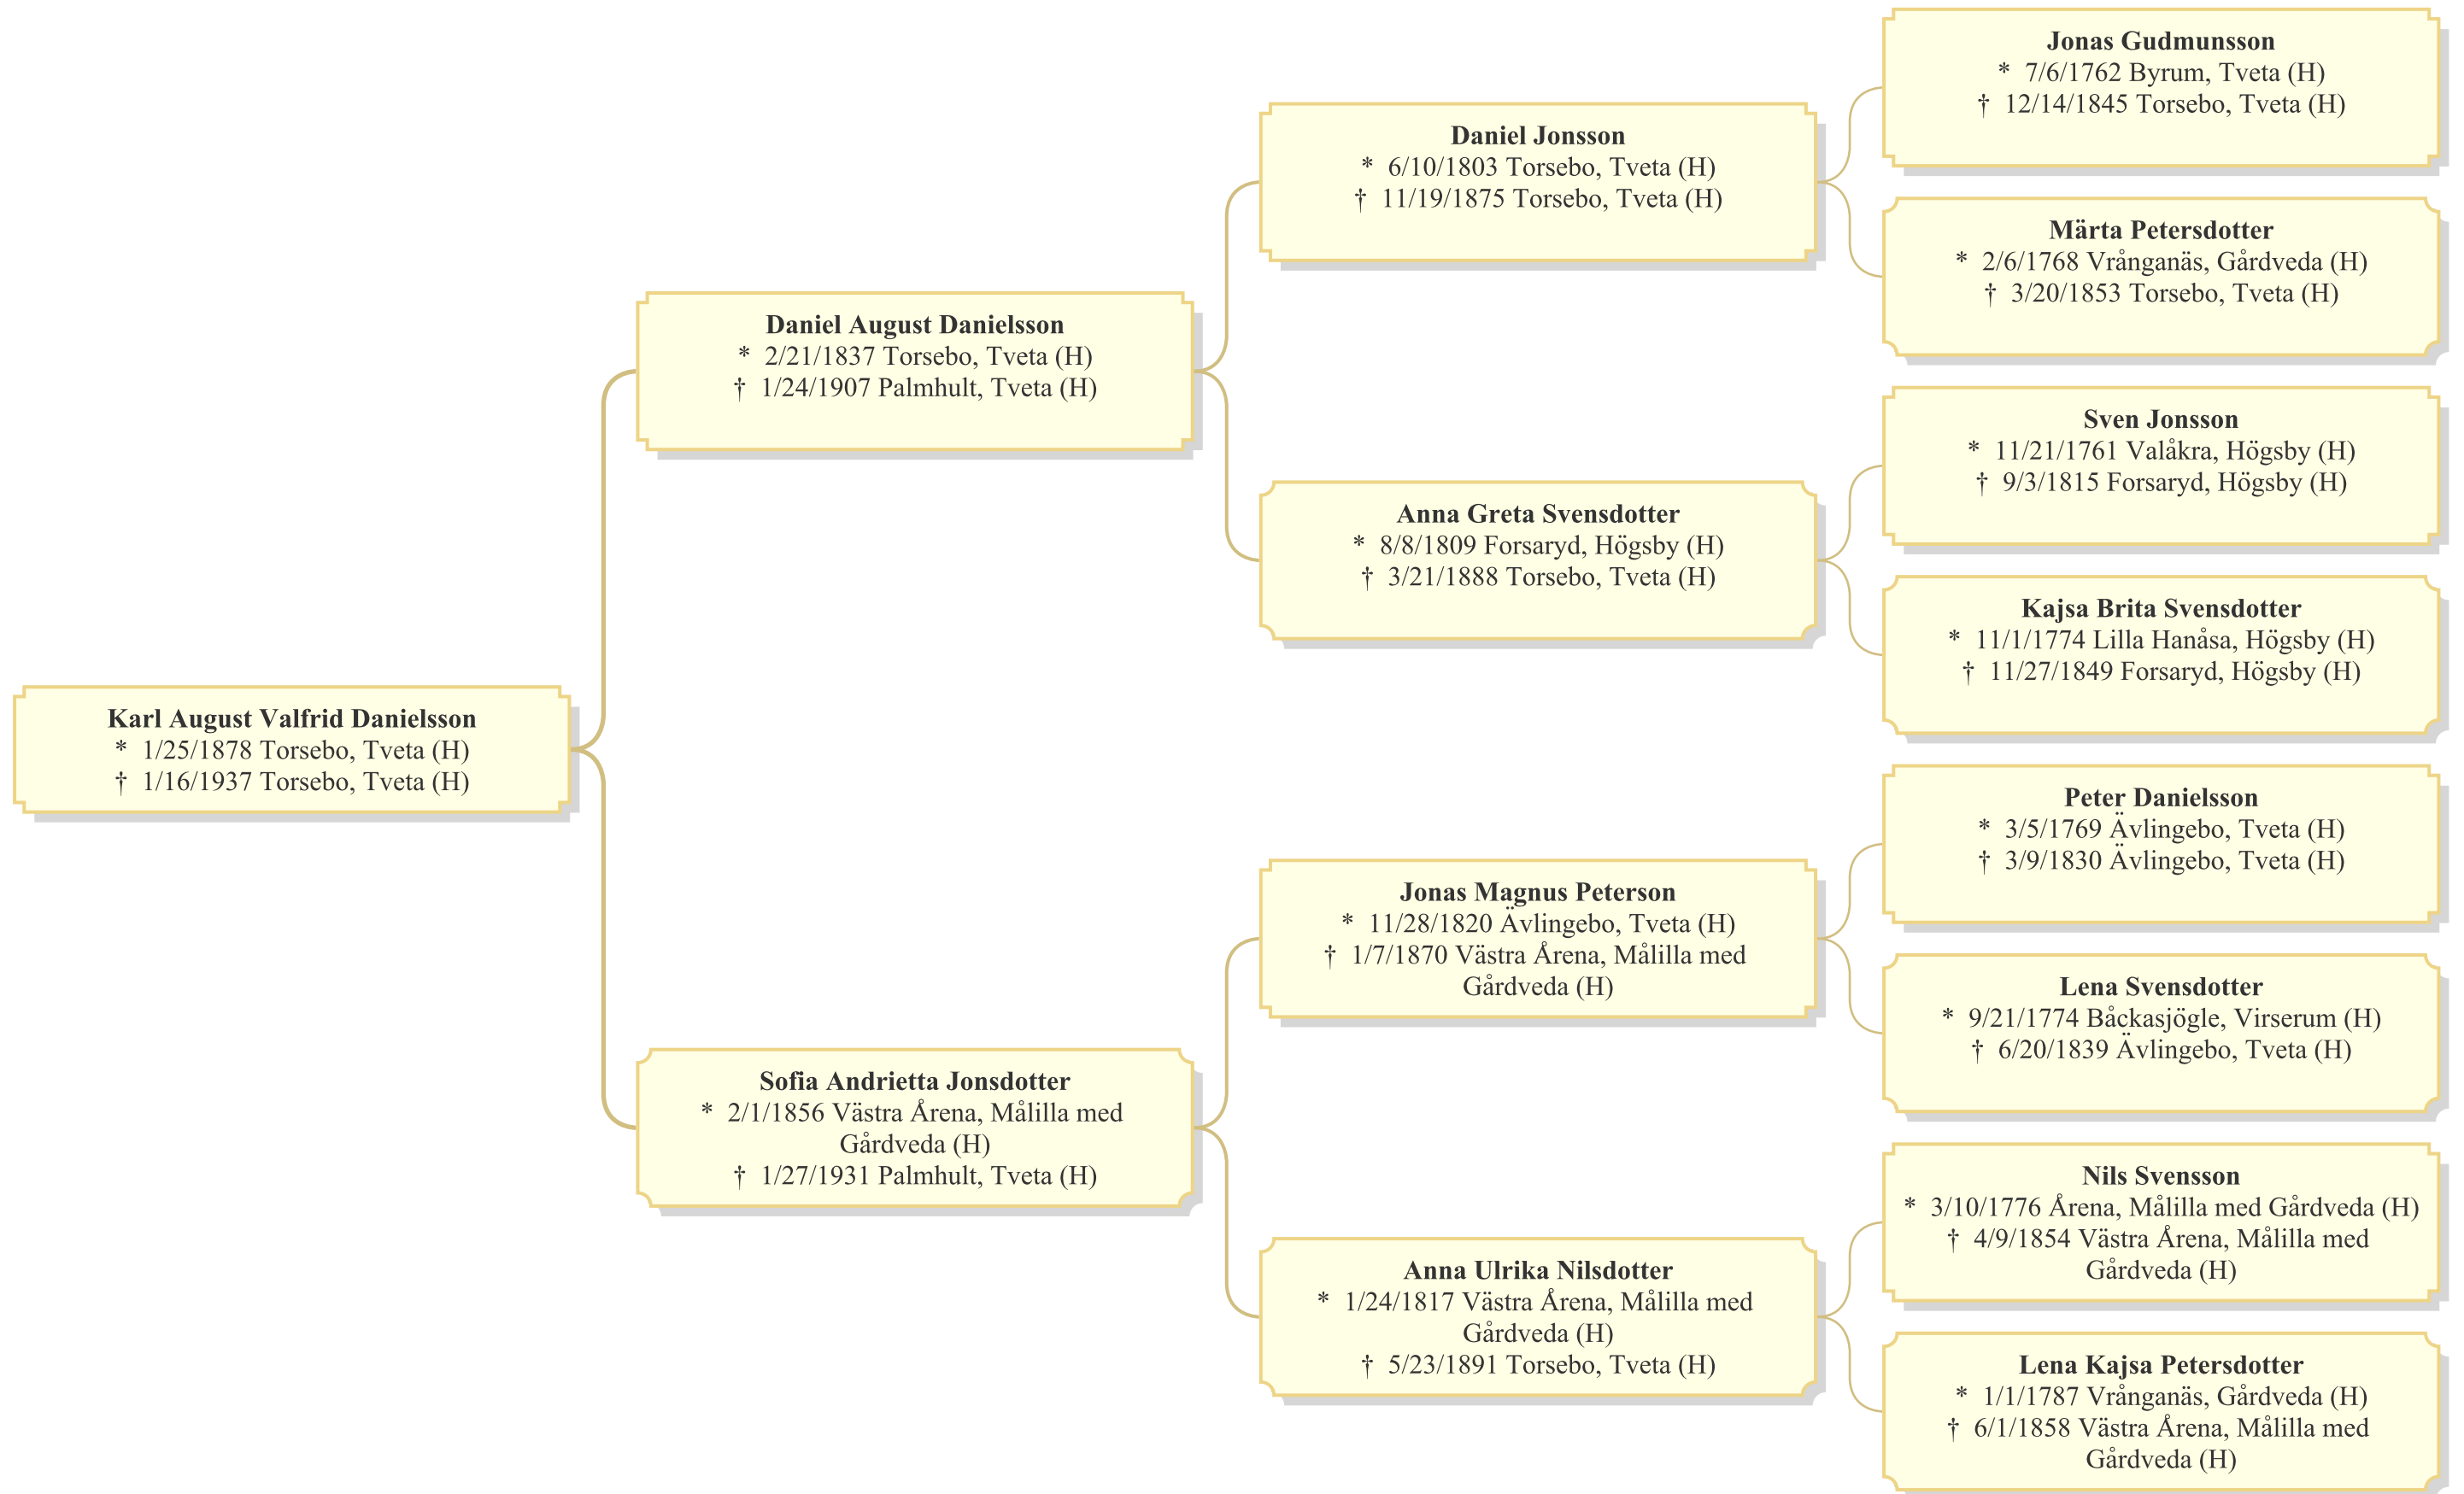 Karl August Valfrid Danielsson
* 1/25/1878 Torsebo, Tveta (H)
† 1/16/1937 Torsebo, Tveta (H)
Daniel August Danielsson
* 2/21/1837 Torsebo, Tveta (H)
† 1/24/1907 Palmhult, Tveta (H)
Sofia Andrietta Jonsdotter
* 2/1/1856 Västra Årena, Målilla med
Gårdveda (H)
† 1/27/1931 Palmhult, Tveta (H)
Daniel Jonsson
* 6/10/1803 Torsebo, Tveta (H)
† 11/19/1875 Torsebo, Tveta (H)
Anna Greta Svensdotter
* 8/8/1809 Forsaryd, Högsby (H)
† 3/21/1888 Torsebo, Tveta (H)
Jonas Magnus Peterson
* 11/28/1820 Ävlingebo, Tveta (H)
† 1/7/1870 Västra Årena, Målilla med
Gårdveda (H)
Anna Ulrika Nilsdotter
* 1/24/1817 Västra Årena, Målilla med
Gårdveda (H)
† 5/23/1891 Torsebo, Tveta (H)
Jonas Gudmunsson
* 7/6/1762 Byrum, Tveta (H)
† 12/14/1845 Torsebo, Tveta (H)
Märta Petersdotter
* 2/6/1768 Vrånganäs, Gårdveda (H)
† 3/20/1853 Torsebo, Tveta (H)
Sven Jonsson
* 11/21/1761 Valåkra, Högsby (H)
† 9/3/1815 Forsaryd, Högsby (H)
Kajsa Brita Svensdotter
* 11/1/1774 Lilla Hanåsa, Högsby (H)
† 11/27/1849 Forsaryd, Högsby (H)
Peter Danielsson
* 3/5/1769 Ävlingebo, Tveta (H)
† 3/9/1830 Ävlingebo, Tveta (H)
Lena Svensdotter
* 9/21/1774 Båckasjögle, Virserum (H)
† 6/20/1839 Ävlingebo, Tveta (H)
Nils Svensson
* 3/10/1776 Årena, Målilla med Gårdveda (H)
† 4/9/1854 Västra Årena, Målilla med
Gårdveda (H)
Lena Kajsa Petersdotter
* 1/1/1787 Vrånganäs, Gårdveda (H)
† 6/1/1858 Västra Årena, Målilla med
Gårdveda (H)